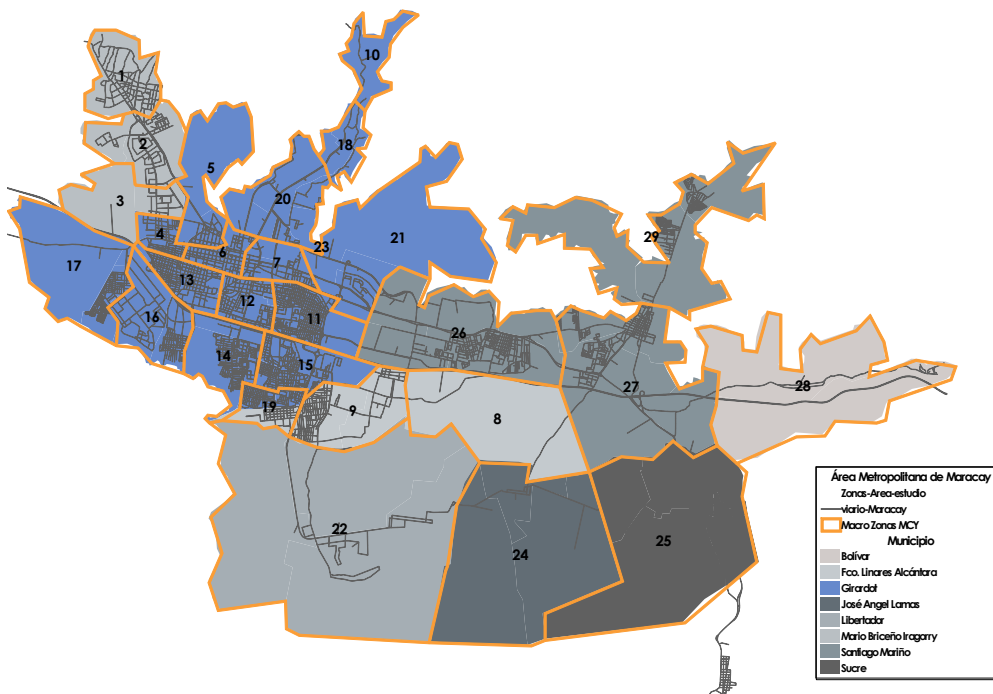 10
1
2
18
5
20
3
4
23
21
29
6
7
17
13
12
16
11
26
14
15
27
28
19
9
8
22
24
25
Área Metropolitana de Maracay
Zonas-Area-estudio
viario-Maracay
Macro Zonas MCY
Municipio
Bolívar
Fco. Linares Alcántara
Girardot
José Angel Lamas
Libertador
Mario Briceño Iragorry
Santiago Mariño
Sucre